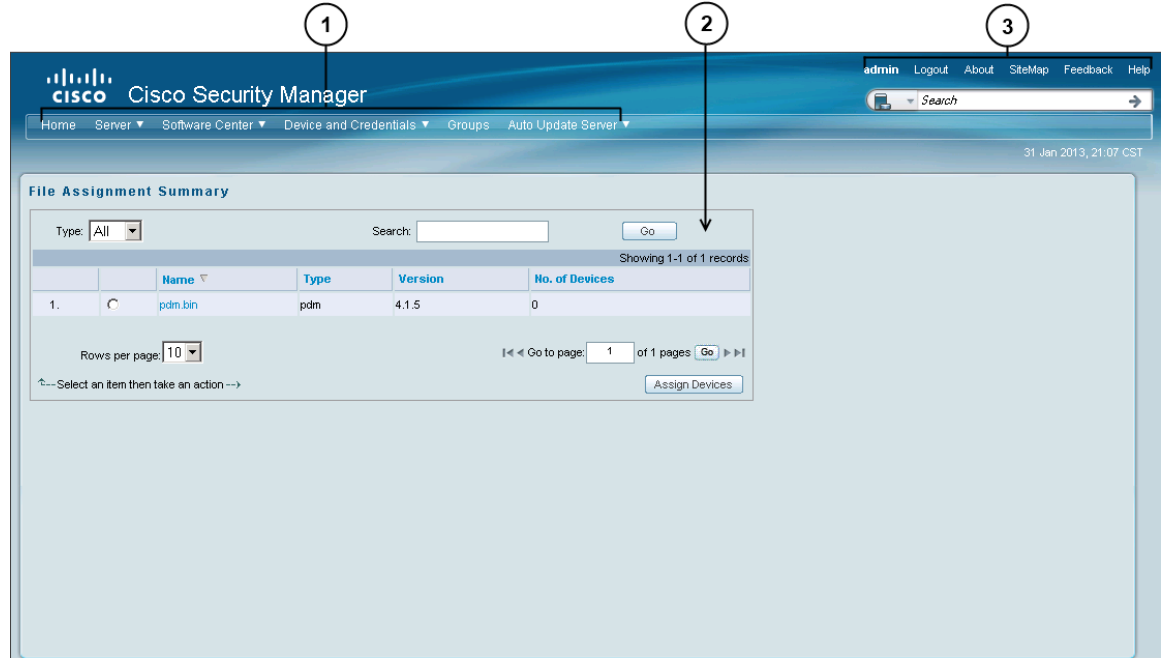 1 2 3
admin Logout About SiteMap Feedback Help
CISCO Cisco Security Manager
Search
Home Server Software Center Device and Credentials Groups Auto Update Server
31 Jan 2013, 21:07 CST
File Assignment Summary
Type: All Search: Go
Showing 1-1 of 1 records
Name Type Version No. of Devices
1. pdm.bin pdm 4.1.5 0
Rows per page: 10 Go to page: 1 of 1 pages Go
Select an item then take an action --> Assign Devices